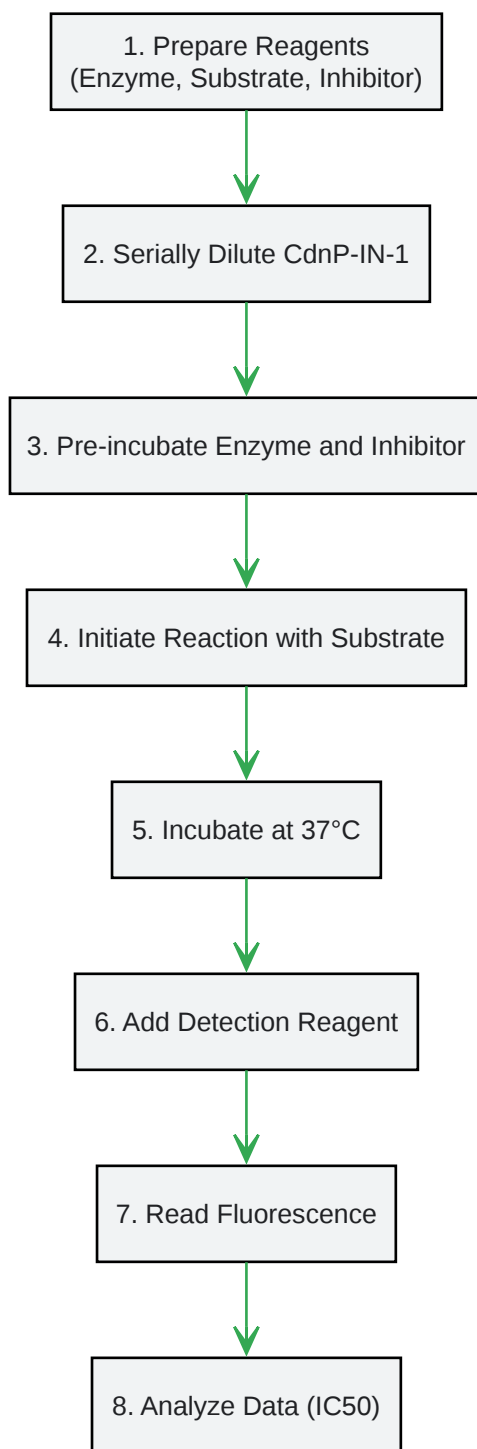 1. Prepare Reagents
(Enzyme, Substrate, Inhibitor)
2. Serially Dilute CdnP-IN-1
3. Pre-incubate Enzyme and Inhibitor
4. Initiate Reaction with Substrate
5. Incubate at 37°C
6. Add Detection Reagent
7. Read Fluorescence
8. Analyze Data (IC50)